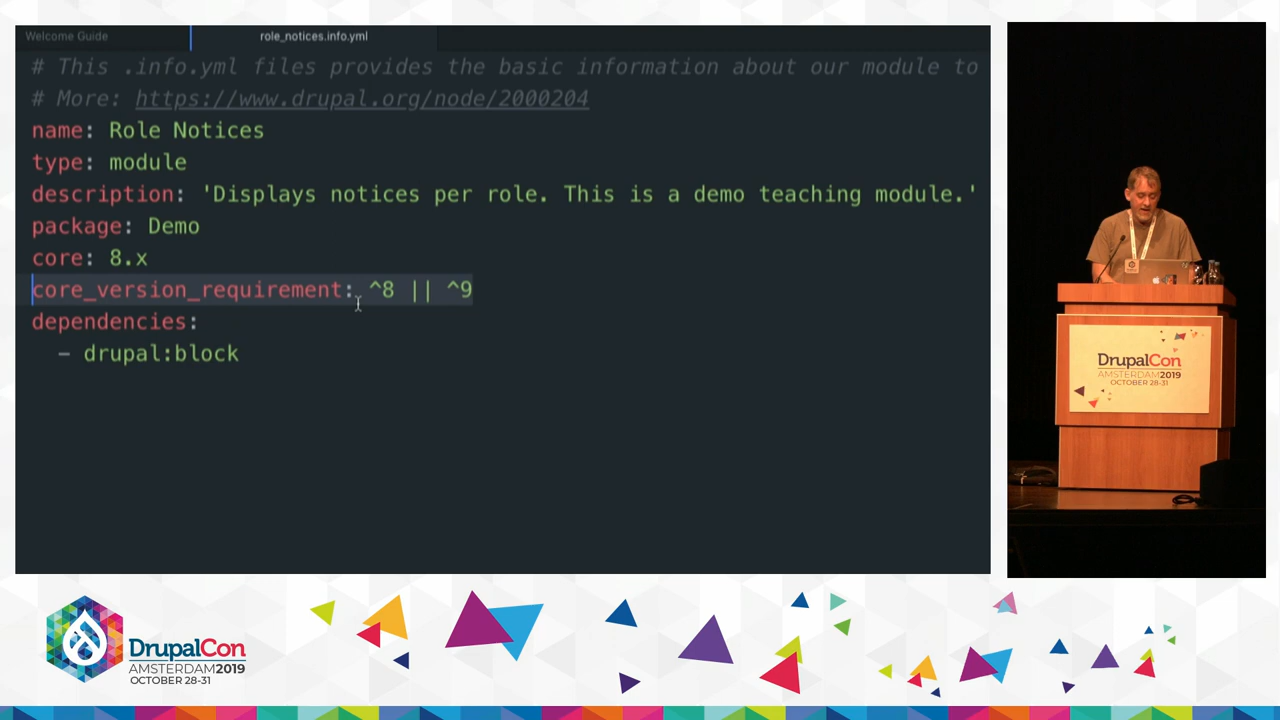 Welcome Guide
role_notices.info.yml
# This .info.yml files provides the basic information about our module to
# More: https://www.drupal.org/node/2000204
name: Role Notices
type: module
description: 'Displays notices per role. This is a demo teaching module.'
package: Demo
core: 8.x
core_version_requirement: ^8 || ^9
dependencies:
– drupal:block
DrupalCon
AMSTERDAM2019
OCTOBER 28-31
DrupalCon
AMSTERDAM2019
OCTOBER 28-31